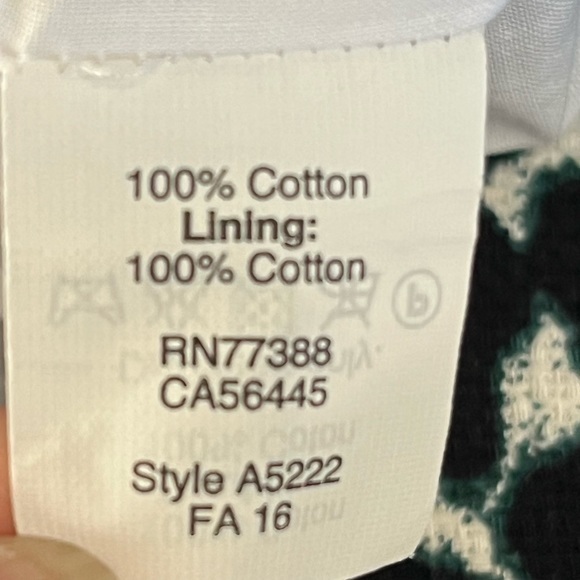 100% Cotton
Lining:
100% Cotton
RN77388
CA56445
Style A5222
FA 16